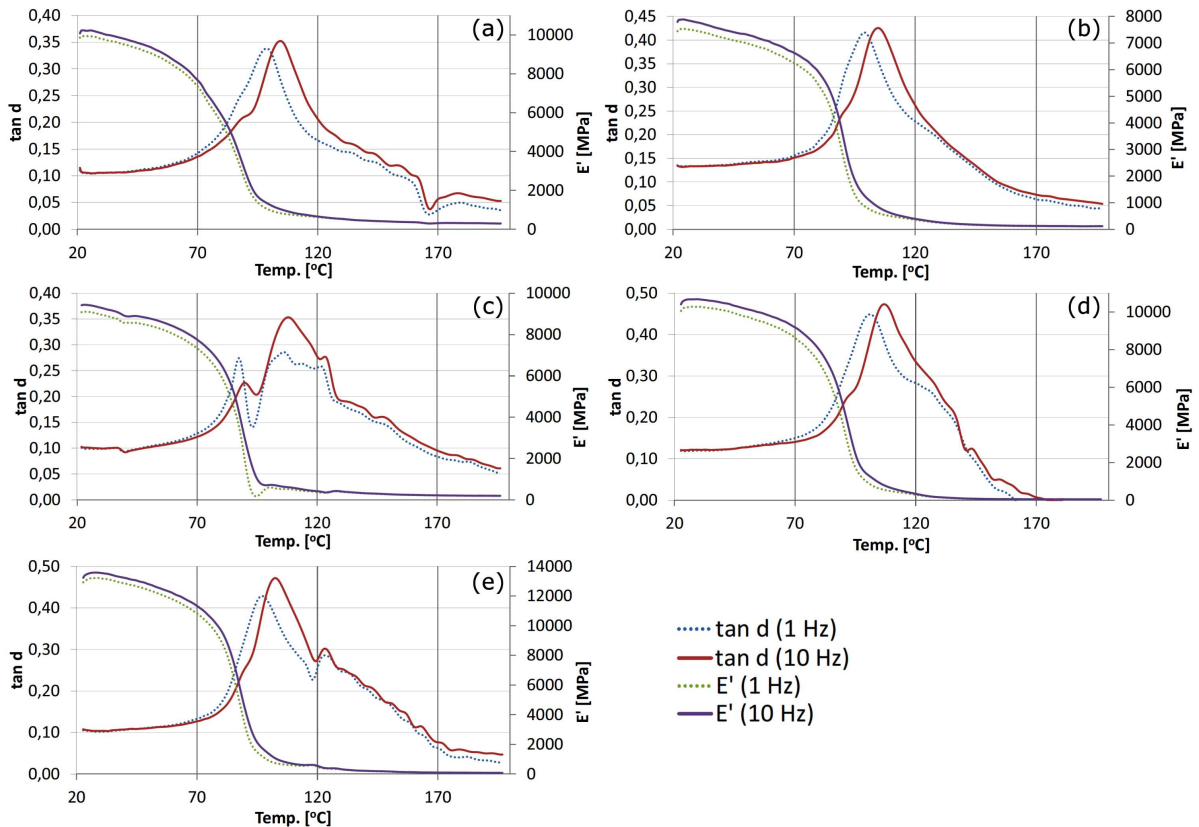 (a)
tan d
0,40
0,35
0,30
0,25
0,20
0,15
0,10
0,05
0,00
20 70 120 170
Temp. [°C]
10000
8000
6000
4000
2000
0
E' [MPa]
(b)
tan d
0,45
0,40
0,35
0,30
0,25
0,20
0,15
0,10
0,05
0,00
20 70 120 170
Temp. [°C]
8000
7000
6000
5000
4000
3000
2000
1000
0
E' [MPa]
(c)
tan d
0,40
0,35
0,30
0,25
0,20
0,15
0,10
0,05
0,00
20 70 120 170
Temp. [°C]
10000
8000
6000
4000
2000
0
E' [MPa]
(d)
tan d
0,50
0,40
0,30
0,20
0,10
0,00
20 70 120 170
Temp. [°C]
10000
8000
6000
4000
2000
0
E' [MPa]
(e)
tan d
0,50
0,40
0,30
0,20
0,10
0,00
20 70 120 170
Temp. [°C]
14000
12000
10000
8000
6000
4000
2000
0
E' [MPa]
tan d (1 Hz)
tan d (10 Hz)
E' (1 Hz)
E' (10 Hz)